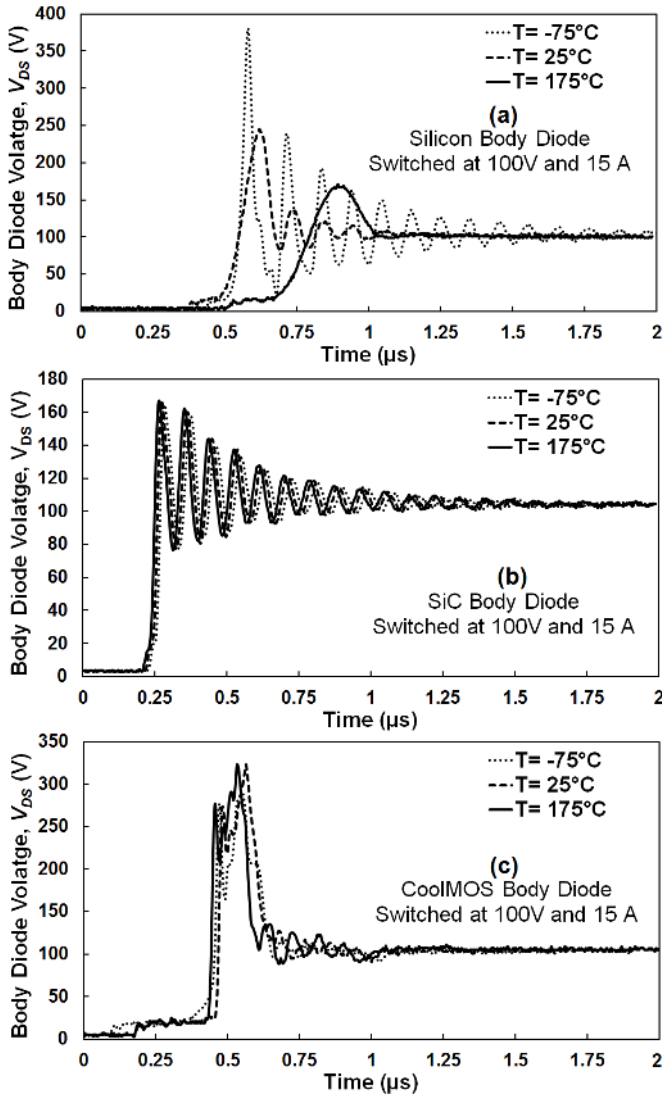 400
350
300
250
200
150
100
50
0
Body Diode Volatge, VDS (V)
T= -75°C
T= 25°C
T= 175°C
(a)
Silicon Body Diode
Switched at 100V and 15 A
0 0.25 0.5 0.75 1 1.25 1.5 1.75 2
Time (µs)
180
160
140
120
100
80
60
40
20
0
Body Diode Volatge, VDS (V)
T= -75°C
T= 25°C
T= 175°C
(b)
SiC Body Diode
Switched at 100V and 15 A
0 0.25 0.5 0.75 1 1.25 1.5 1.75 2
Time (µs)
350
300
250
200
150
100
50
0
Body Diode Volatge, VDS (V)
T= -75°C
T= 25°C
T= 175°C
(c)
CoolMOS Body Diode
Switched at 100V and 15 A
0 0.25 0.5 0.75 1 1.25 1.5 1.75 2
Time (µs)